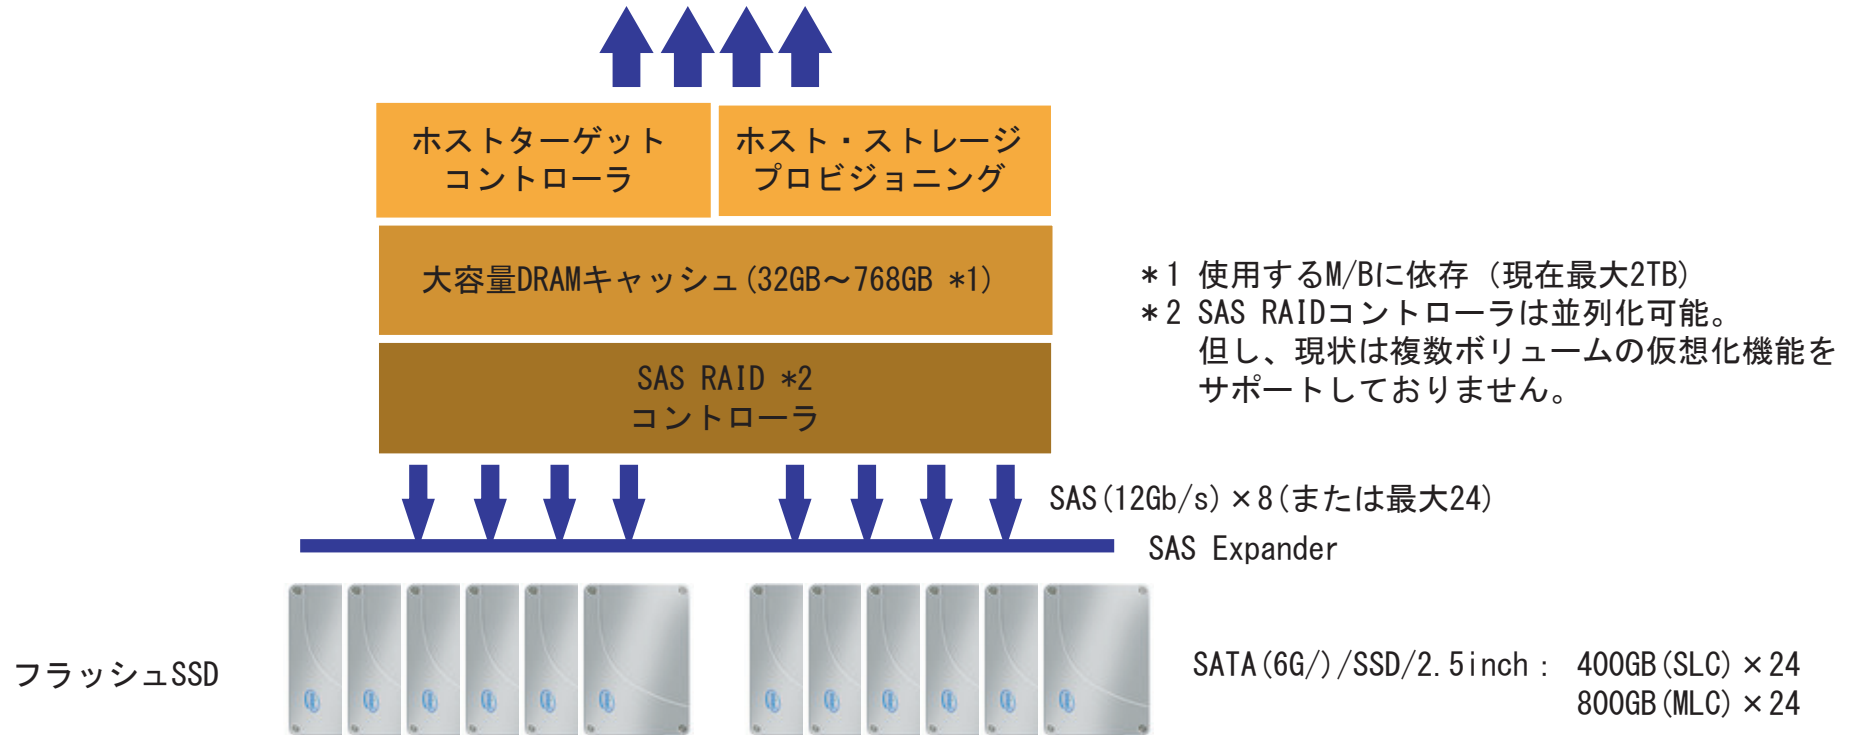 ホストターゲット
コントローラ
ホスト・ストレージ
プロビジョニング
大容量DRAMキャッシュ(32GB～768GB *1)
SAS RAID *2
コントローラ
*1 使用するM/Bに依存 (現在最大2TB)
*2 SAS RAIDコントローラは並列化可能。
但し、現状は複数ボリュームの仮想化機能を
サポートしておりません。
SAS(12Gb/s)×8(または最大24)
SAS Expander
フラッシュSSD
SATA(6G/)/SSD/2.5inch： 400GB(SLC)×24
800GB(MLC)×24